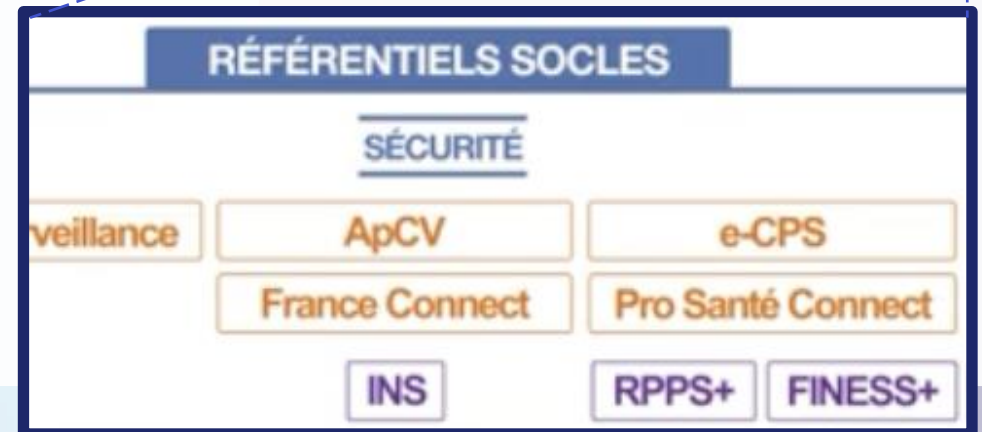 RÉFÉRENTIELS SOCLES
SÉCURITÉ
veillance ApCV e-CPS
France Connect Pro Santé Connect
INS RPPS+ FINESS+